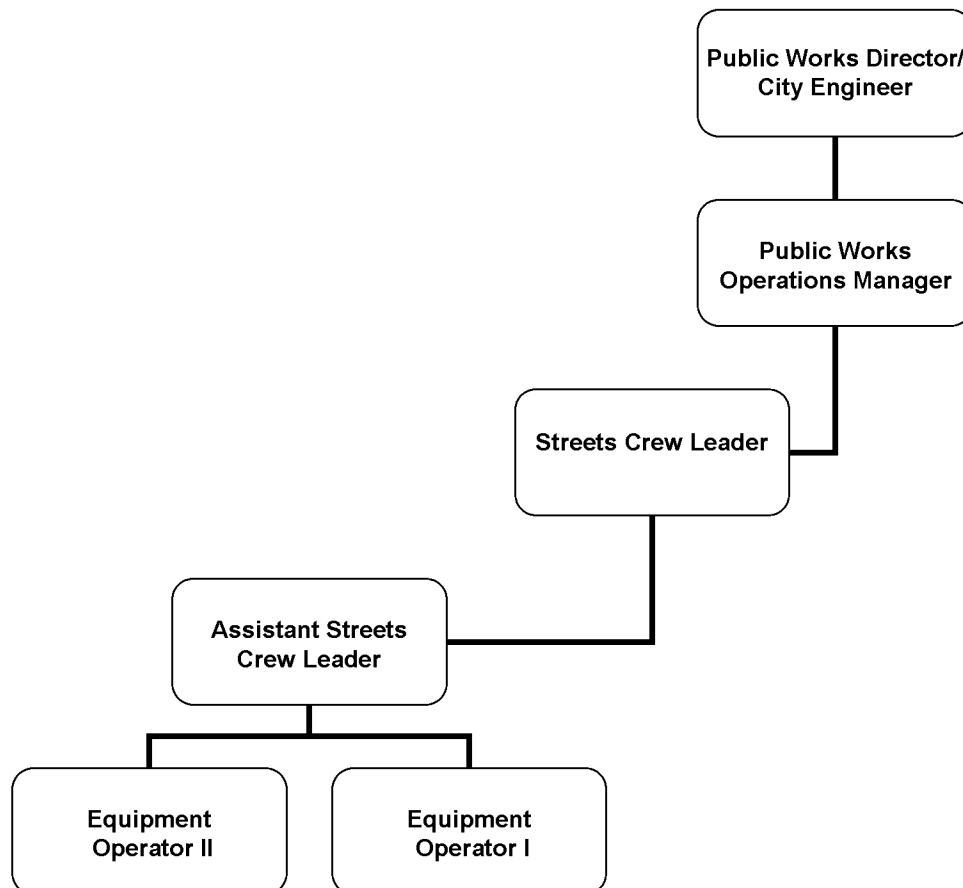 Public Works Director/
City Engineer
Public Works
Operations Manager
Streets Crew Leader
Assistant Streets
Crew Leader
Equipment
Operator II
Equipment
Operator I